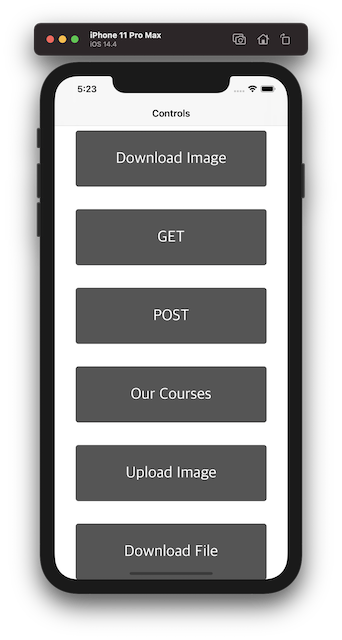 iPhone 11 Pro Max
iOS 14.4
5:23
Controls
Download Image
GET
POST
Our Courses
Upload Image
Download File